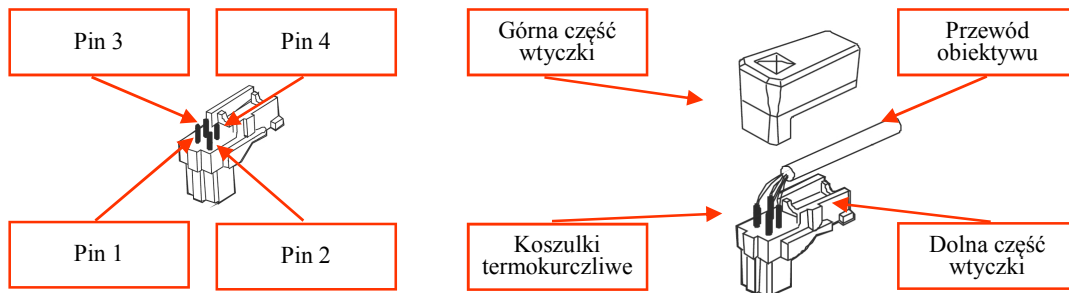 Pin 3
Pin 4
Pin 1
Pin 2
Górna część
wtyczki
Przewód
obiektywu
Koszulki
termokurczliwe
Dolna część
wtyczki